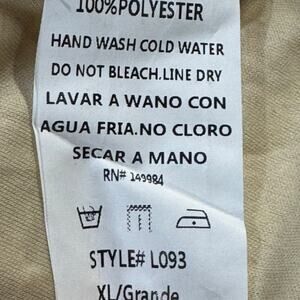 100%POLYESTER
HAND WASH COLD WATER
DO NOT BLEACH.LINE DRY
LAVAR A WANO CON
AGUA FRIA.NO CLORO
SECAR A MANO
RN# 149984
STYLE# L093
XL/Grande